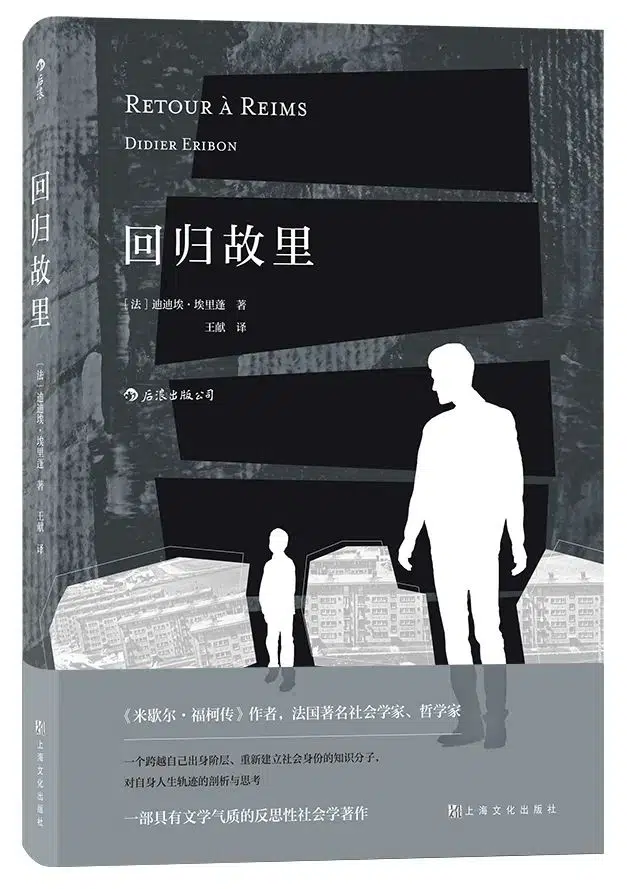 后浪
回归故里
[法]迪迪埃·埃里蓬 著
王献 译
上海文化出版社
RETOUR À REIMS
DIDIER ERIBON
回归故里
[法]迪迪埃·埃里蓬 著
王献 译
后浪出版公司
《米歇尔·福柯传》作者，法国著名社会学家、哲学家
一个跨越自己出身阶层、重新建立社会身份的知识分子，
对自身人生轨迹的剖析与思考
一部具有文学气质的反思性社会学著作
上海文化出版社